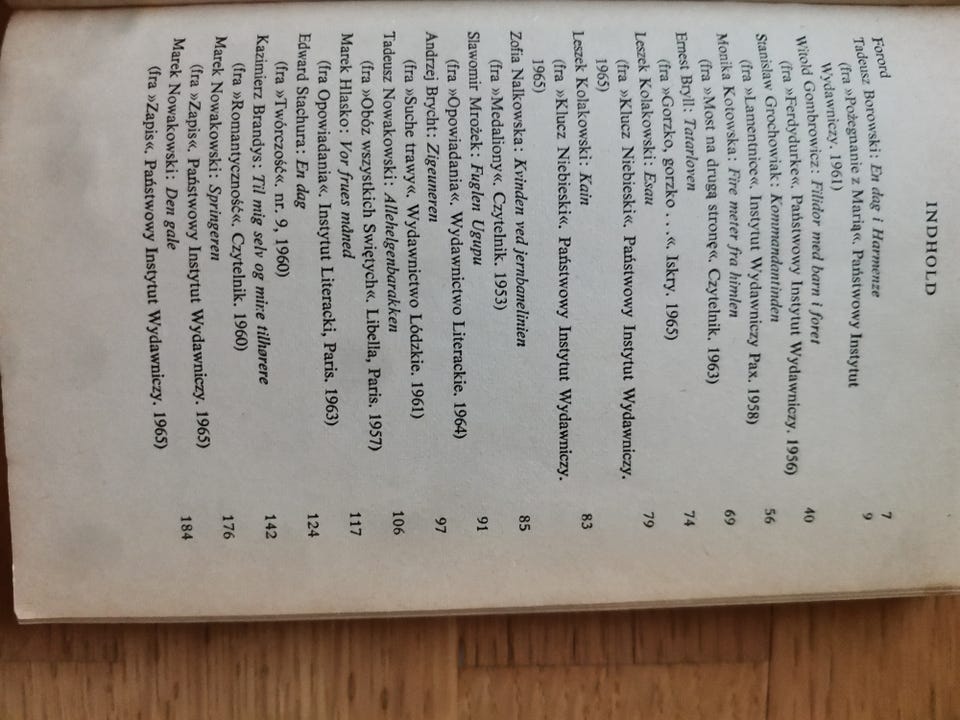 INDHOLD
Forord 7
Tadeusz Borowski: En dag i Harmenze 9
(fra »Pożegnanie z Marią«. Państwowy Instytut
Wydawniczy. 1961)
Witold Gombrowicz: Filidor med barn i foret 40
(fra »Ferdydurke«. Państwowy Instytut Wydawniczy. 1956)
Stanislaw Grochowiak: Kommandantinden 56
(fra »Lamentnice«. Instytut Wydawniczy Pax. 1958)
Monika Kotowska: Fire meter fra himlen 69
(fra »Most na drugą stronę«. Czytelnik. 1963)
Ernest Bryll: Tatarloven 74
(fra »Gorzko, gorzko . . .«. Iskry. 1965)
Leszek Kolakowski: Esau 79
(fra »Klucz Niebieski«. Państwowy Instytut Wydawniczy.
1965)
Leszek Kolakowski: Kain 83
(fra »Klucz Niebieski«. Państwowy Instytut Wydawniczy.
1965)
Zofia Nalkowska: Kvinden ved jernbanelinien 85
(fra »Medaliony«. Czytelnik. 1953)
Slawomir Mrożek: Fuglen Ugupu 91
(fra »Opowiadania«. Wydawnictwo Literackie. 1964)
Andrzej Brycht: Zigeuneren 97
(fra »Suche trawy«. Wydawnictwo Lódzkie. 1961)
Tadeusz Nowakowski: Allehelgenbarakken 106
(fra »Obóz wszystkich Swiętych«. Libella, Paris. 1957)
Marek Hlasko: Vor frues måned 117
(fra Opowiadania«. Instytut Literacki, Paris. 1963)
Edward Stachura: En dag 124
(fra »Twórczość«. nr. 9, 1960)
Kazimierz Brandys: Til mig selv og mine tilhørere 142
(fra »Romantyczność«. Czytelnik. 1960)
Marek Nowakowski: Springeren 176
(fra »Zapis«. Państwowy Instytut Wydawniczy. 1965)
Marek Nowakowski: Den gale 184
(fra »Zapis«. Państwowy Instytut Wydawniczy. 1965)